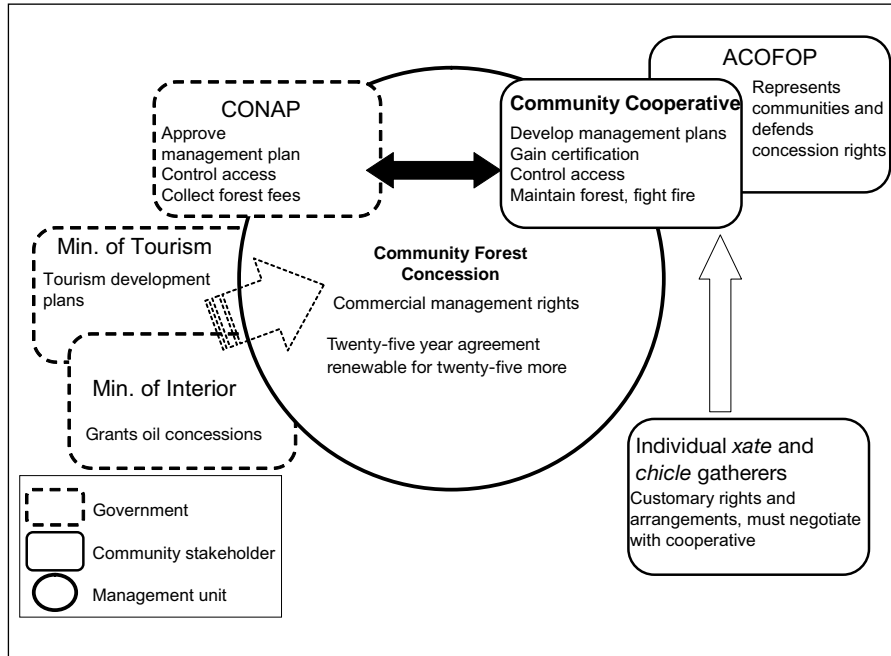 ACOFOP
Represents
communities and
defends
concession rights
CONAP
Approve
management plan
Control access
Collect forest fees
Community Cooperative
Develop management plans
Gain certification
Control access
Maintain forest, fight fire
Min. of Tourism
Tourism development
plans
Community Forest
Concession
Commercial management rights
Twenty-five year agreement
renewable for twenty-five more
Min. of Interior
Grants oil concessions
Individual xate and
chicle gatherers
Customary rights and
arrangements, must negotiate
with cooperative
Government
Community stakeholder
Management unit